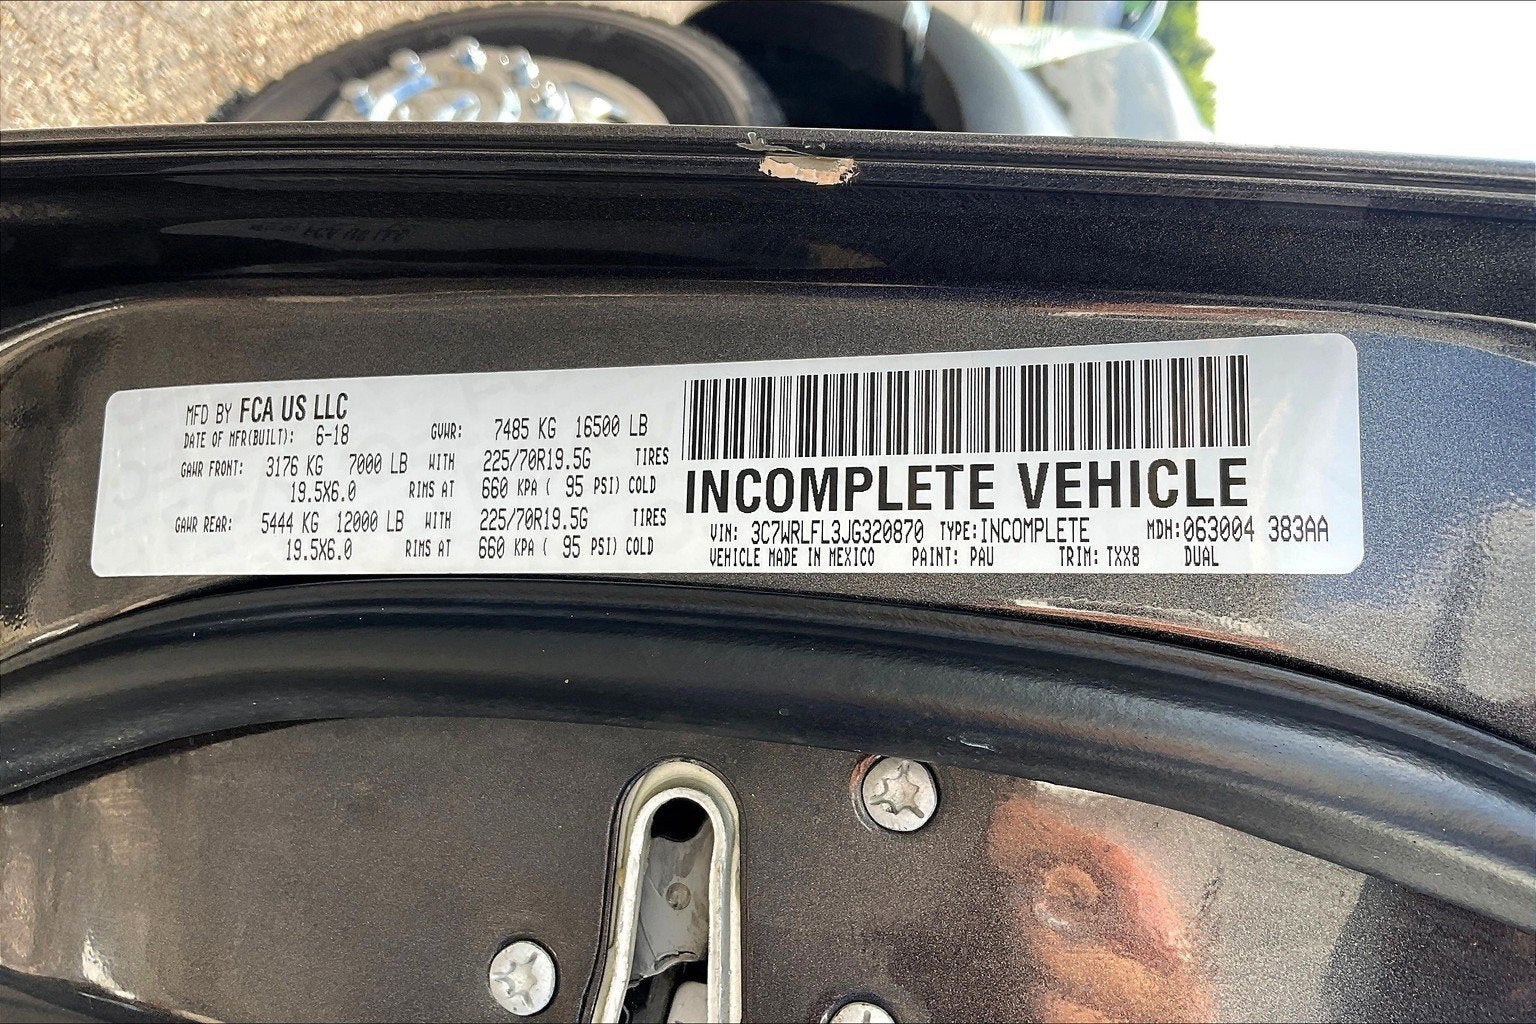 MFD BY FCA US LLC
DATE OF MFR(BUILT): 6-18 GVWR: 7485 KG 16500 LB
GAWR FRONT: 3176 KG 7000 LB WITH 225/70R19.5G TIRES
19.5X6.0 RIMS AT 660 KPA ( 95 PSI) COLD
GAWR REAR: 5444 KG 12000 LB WITH 225/70R19.5G TIRES
19.5X6.0 RIMS AT 660 KPA ( 95 PSI) COLD
INCOMPLETE VEHICLE
VIN: 3C7WRLFL3JG320870 TYPE:INCOMPLETE MDH:063004 383AA
VEHICLE MADE IN MEXICO PAINT: PAU TRIM: TXX8 DUAL